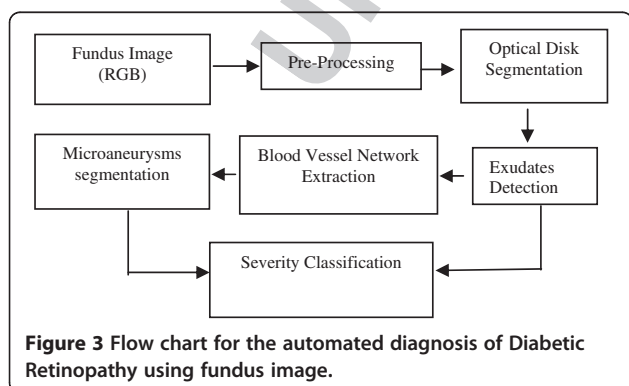 Fundus Image
(RGB)
Pre-Processing
Optical Disk
Segmentation
Microaneurysms
segmentation
Blood Vessel Network
Extraction
Exudates
Detection
Severity Classification
Figure 3 Flow chart for the automated diagnosis of Diabetic
Retinopathy using fundus image.